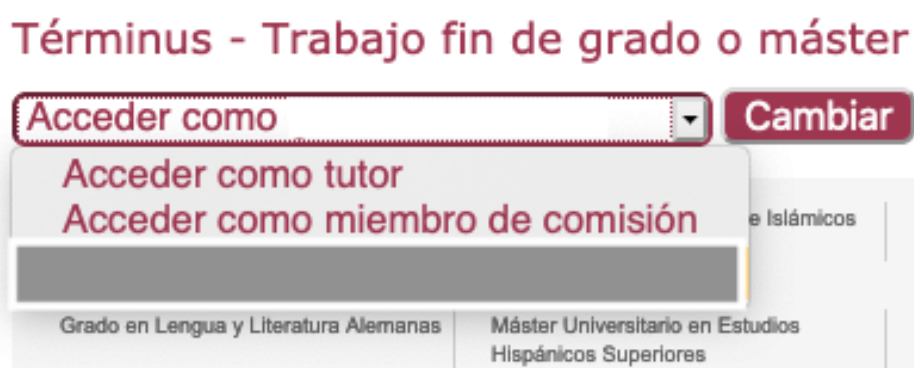 Términus - Trabajo fin de grado o máster
Acceder como
Cambiar
Acceder como tutor
Acceder como miembro de comisión
e Islámicos
Grado en Lengua y Literatura Alemanas
Máster Universitario en Estudios
Hispánicos Superiores